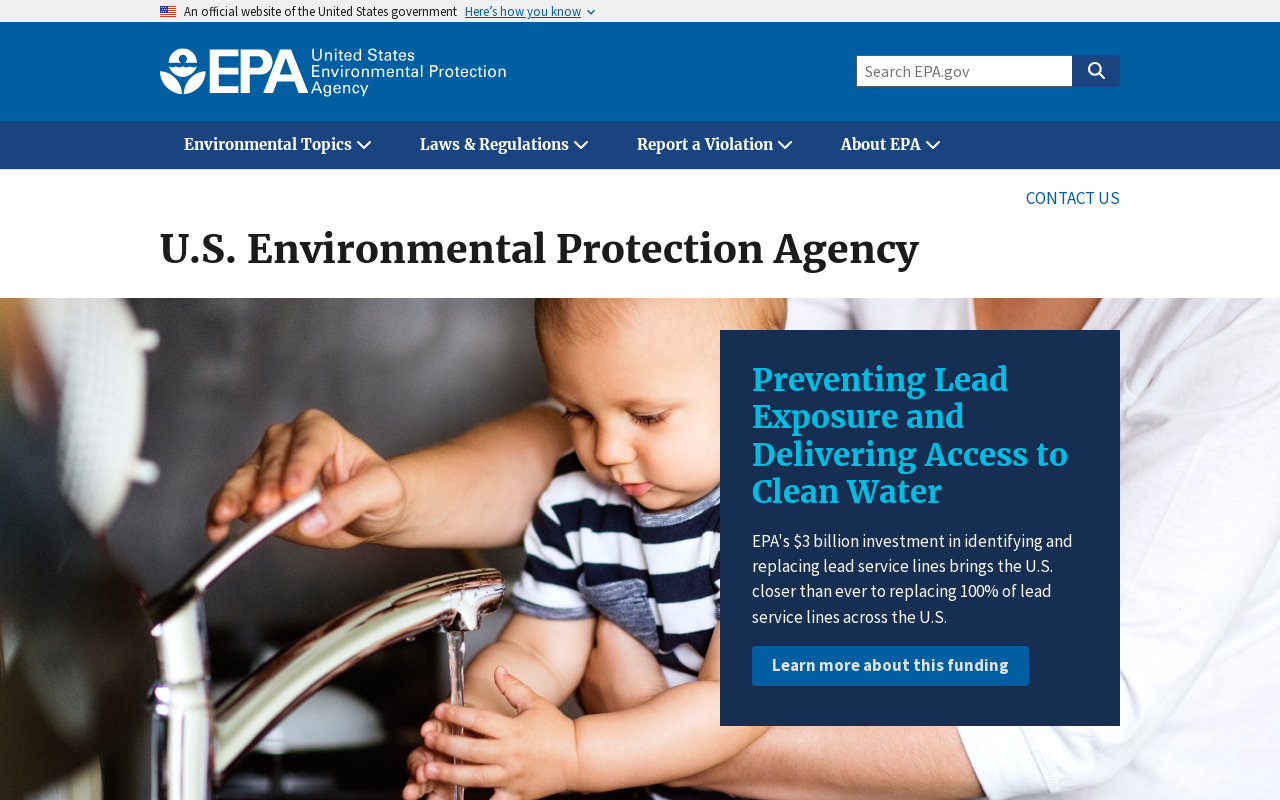 An official website of the United States government Here’s how you know
EPA United States
Environmental Protection
Agency
Search EPA.gov
Environmental Topics Laws & Regulations Report a Violation About EPA
CONTACT US
U.S. Environmental Protection Agency
Preventing Lead
Exposure and
Delivering Access to
Clean Water
EPA's $3 billion investment in identifying and
replacing lead service lines brings the U.S.
closer than ever to replacing 100% of lead
service lines across the U.S.
Learn more about this funding